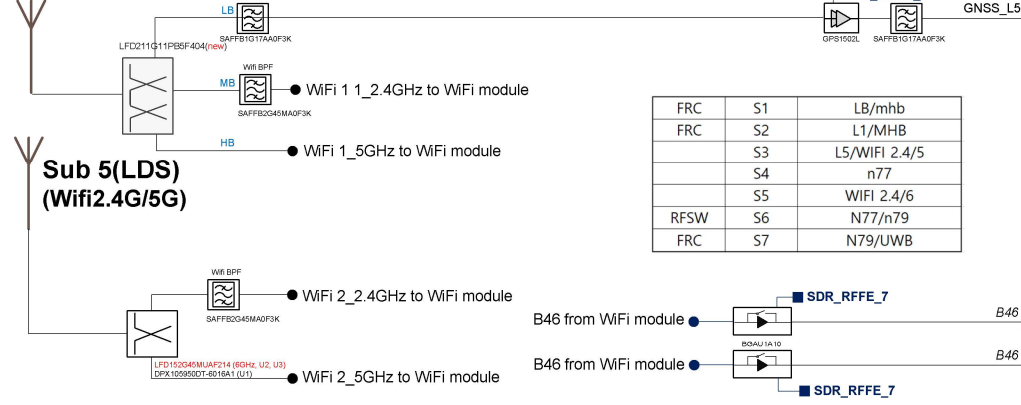 GNSS_L5
LB
SAFFB1G17AA0F3K
GPS1502L
SAFFB1G17AA0F3K
LFD211G11PB5F404(new)
Wifi BPF
MB
WiFi 1 1_2.4GHz to WiFi module
SAFFB2G45MA0F3K
HB
WiFi 1_5GHz to WiFi module
Sub 5(LDS)
(Wifi2.4G/5G)
FRC S1 LB/mhb
FRC S2 L1/MHB
S3 L5/WIFI 2.4/5
S4 n77
S5 WIFI 2.4/6
RFSW S6 N77/n79
FRC S7 N79/UWB
Wifi BPF
WiFi 2_2.4GHz to WiFi module
SAFFB2G45MA0F3K
LFD152G45MUAF214 (6GHz, U2, U3)
DPX105950DT-6016A1 (U1)
WiFi 2_5GHz to WiFi module
SDR_RFFE_7
B46 from WiFi module
B46
BGAU1A10
B46 from WiFi module
B46
SDR_RFFE_7